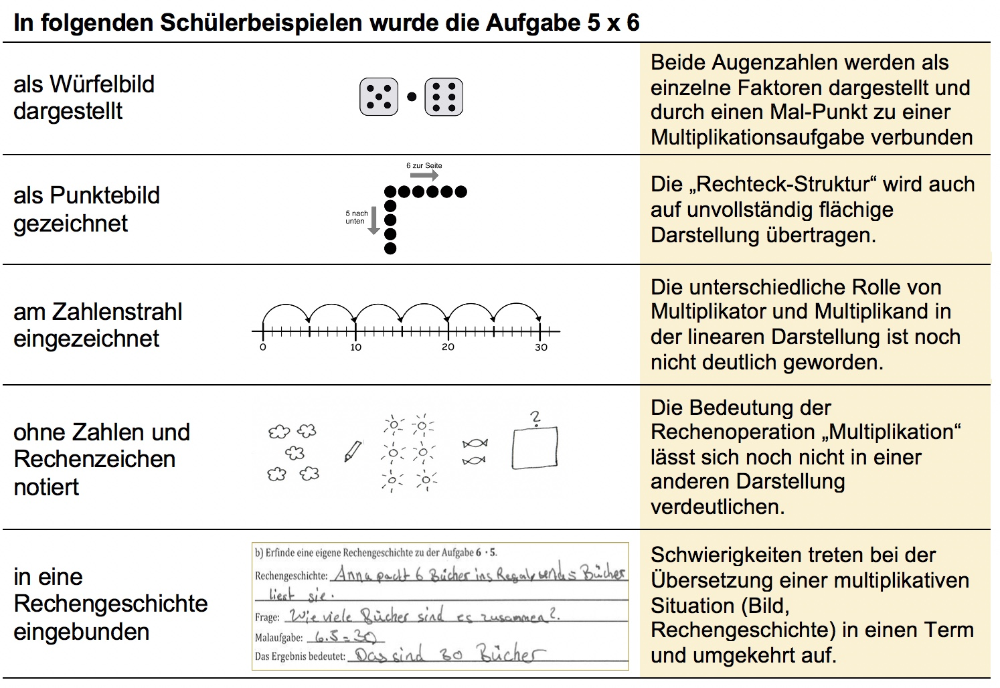 In folgenden Schülerbeispielen wurde die Aufgabe 5 x 6
als Würfelbild
dargestellt
Beide Augenzahlen werden als
einzelne Faktoren dargestellt und
durch einen Mal-Punkt zu einer
Multiplikationsaufgabe verbunden
als Punktebild
gezeichnet
6 zur Seite
5 nach
unten
Die „Rechteck-Struktur“ wird auch
auf unvollständig flächige
Darstellung übertragen.
am Zahlenstrahl
eingezeichnet
0 10 20 30
Die unterschiedliche Rolle von
Multiplikator und Multiplikand in
der linearen Darstellung ist noch
nicht deutlich geworden.
ohne Zahlen und
Rechenzeichen
notiert
?
Die Bedeutung der
Rechenoperation „Multiplikation“
lässt sich noch nicht in einer
anderen Darstellung
verdeutlichen.
in eine
Rechengeschichte
eingebunden
b) Erfinde eine eigene Rechengeschichte zu der Aufgabe 6 · 5.
Rechengeschichte: Anna packt 6 Bücher ins Regal 5 Bücher
liest sie.
Frage: Wie viele Bücher sind es zusammen?
Malaufgabe: 6·5=30
Das Ergebnis bedeutet: Das sind 30 Bücher
Schwierigkeiten treten bei der
Übersetzung einer multiplikativen
Situation (Bild,
Rechengeschichte) in einen Term
und umgekehrt auf.